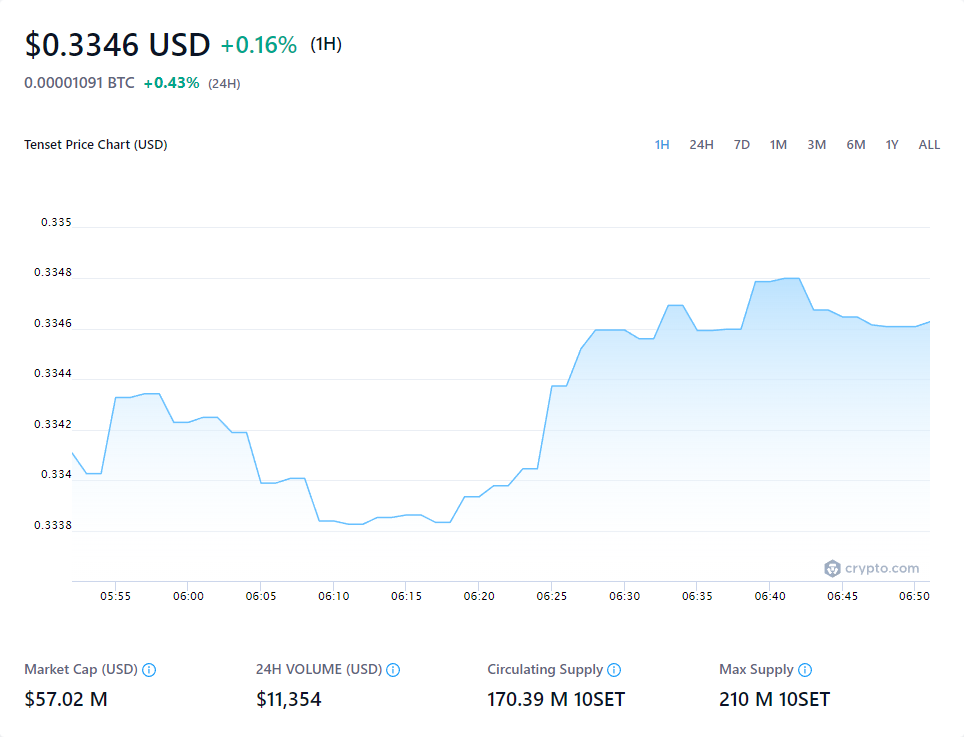 $0.3346 USD +0.16% (1H)
0.00001091 BTC +0.43% (24H)
Tenset Price Chart (USD) 1H 24H 7D 1M 3M 6M 1Y ALL
0.335
0.3348
0.3346
0.3344
0.3342
0.334
0.3338
crypto.com
05:55 06:00 06:05 06:10 06:15 06:20 06:25 06:30 06:35 06:40 06:45 06:50
Market Cap (USD) 24H VOLUME (USD) Circulating Supply Max Supply
$57.02 M $11,354 170.39 M 10SET 210 M 10SET